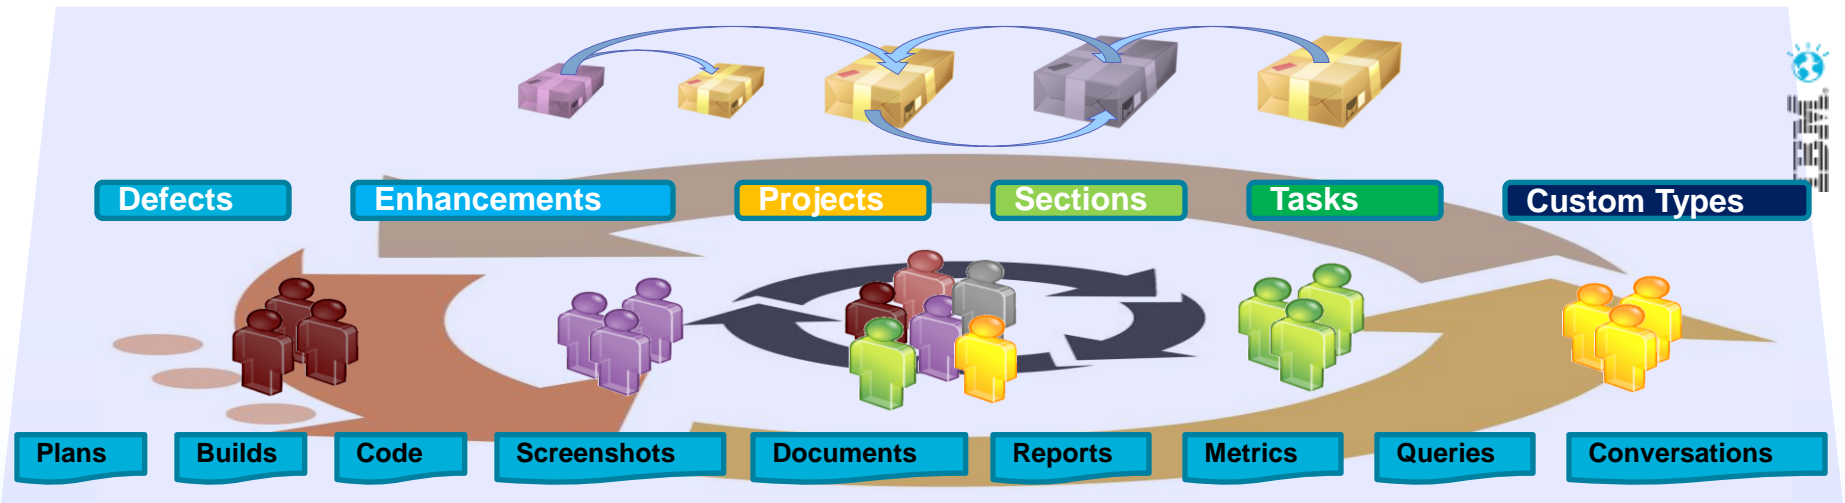 IBM
Defects
Enhancements
Projects
Sections
Tasks
Custom Types
Plans
Builds
Code
Screenshots
Documents
Reports
Metrics
Queries
Conversations